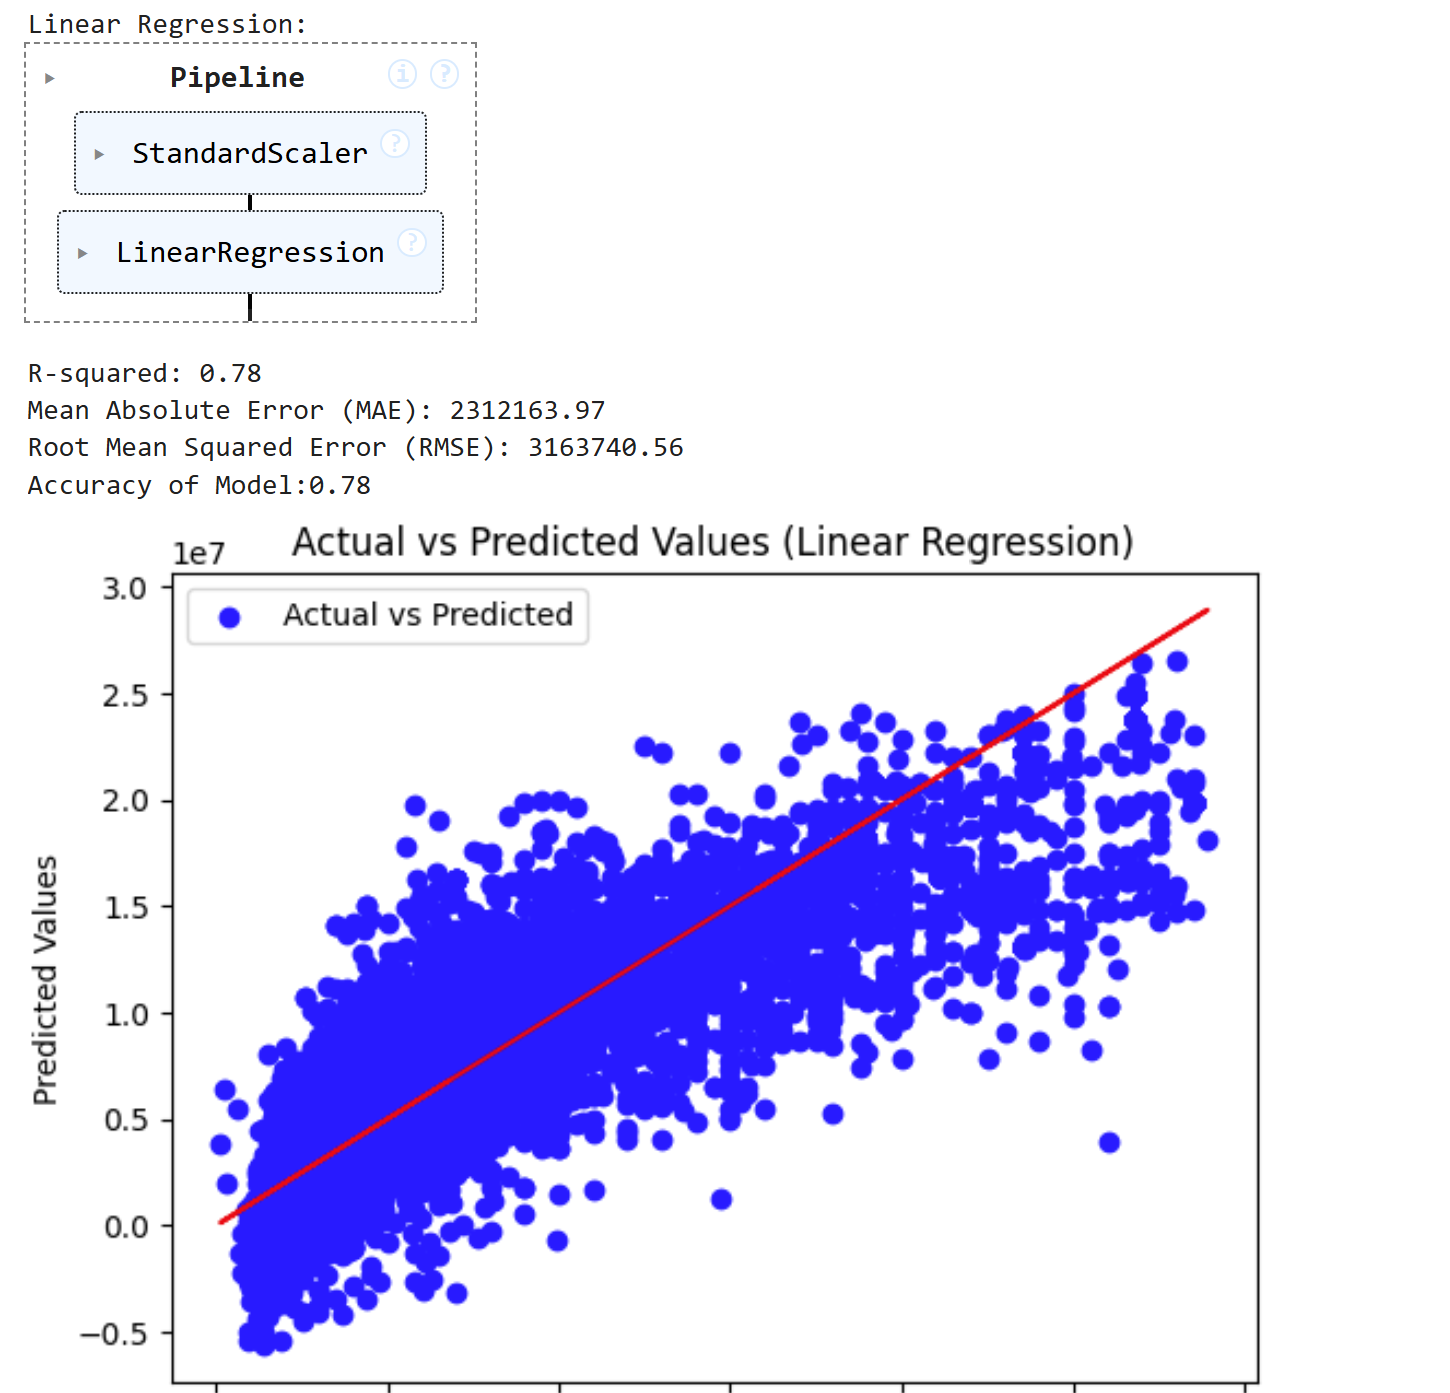 Linear Regression:
Pipeline
StandardScaler
LinearRegression
R-squared: 0.78
Mean Absolute Error (MAE): 2312163.97
Root Mean Squared Error (RMSE): 3163740.56
Accuracy of Model:0.78
Actual vs Predicted Values (Linear Regression)
1e7
Actual vs Predicted
3.0
2.5
2.0
1.5
1.0
0.5
0.0
−0.5
Predicted Values